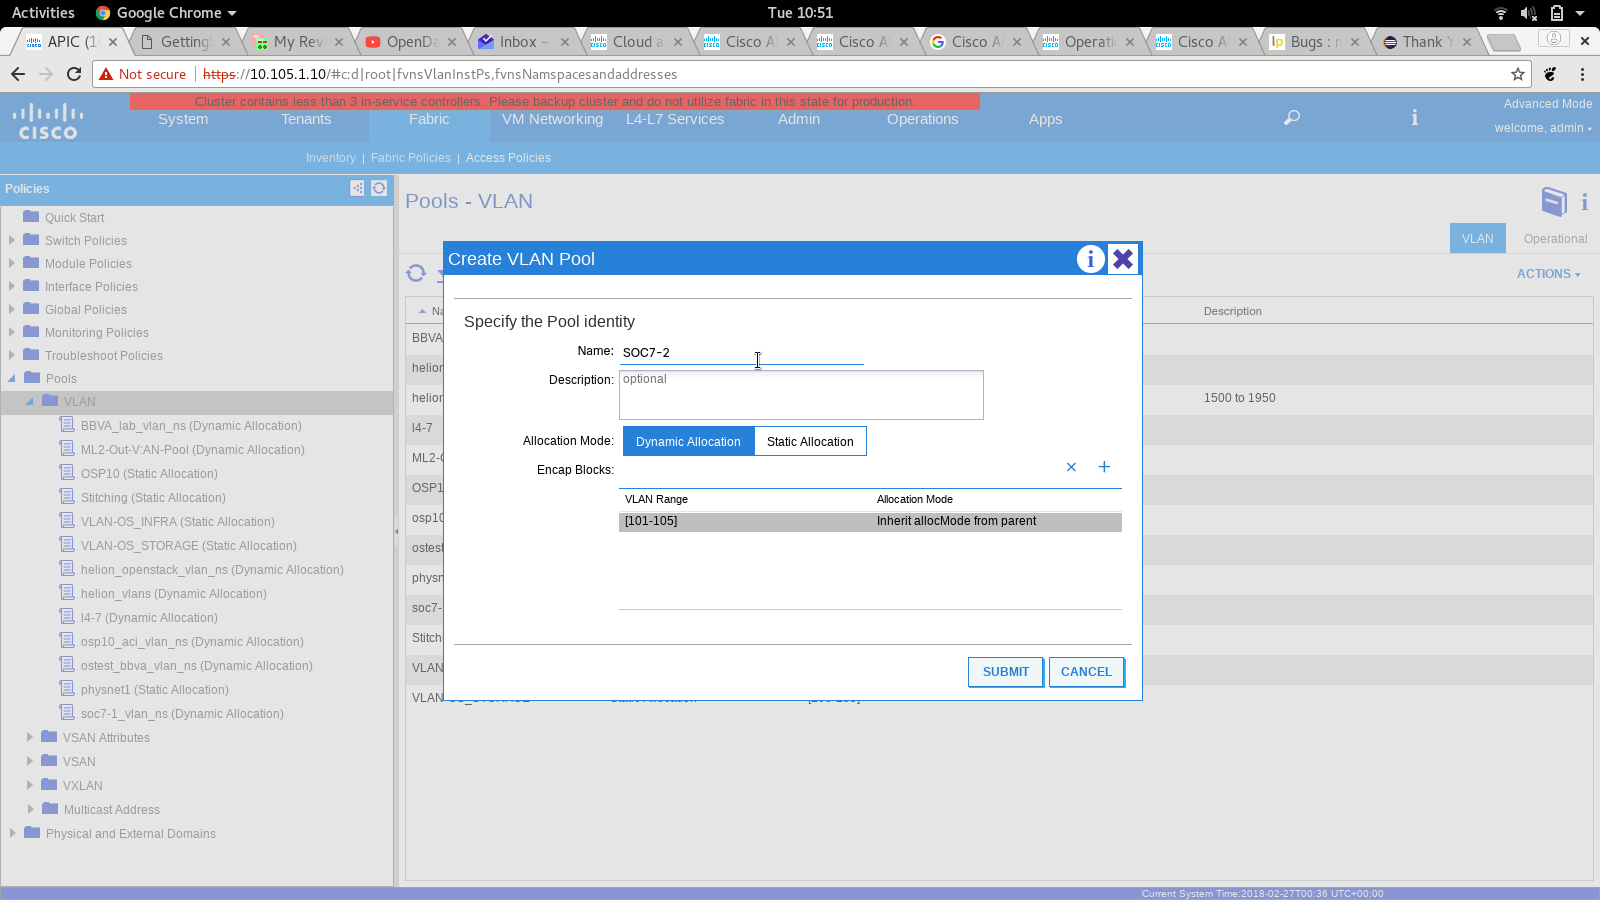 Activities Google Chrome Tue 10:51
APIC (1 Getting My Rev OpenDa Inbox – Cloud a Cisco A Cisco A Cisco A Operati Cisco A Bugs : n Thank Y
Not secure https://10.105.1.10/#c:d|root|fvnsVlanInstPs,fvnsNamspacesandaddresses
Cluster contains less than 3 in-service controllers. Please backup cluster and do not utilize fabric in this state for production.
Advanced Mode
CISCO
System Tenants Fabric VM Networking L4-L7 Services Admin Operations Apps
welcome, admin
Inventory | Fabric Policies | Access Policies
Policies
Quick Start
Switch Policies
Module Policies
Interface Policies
Global Policies
Monitoring Policies
Troubleshoot Policies
Pools
VLAN
BBVA_lab_vlan_ns (Dynamic Allocation)
ML2-Out-V:AN-Pool (Dynamic Allocation)
OSP10 (Static Allocation)
Stitching (Static Allocation)
VLAN-OS_INFRA (Static Allocation)
VLAN-OS_STORAGE (Static Allocation)
helion_openstack_vlan_ns (Dynamic Allocation)
helion_vlans (Dynamic Allocation)
l4-7 (Dynamic Allocation)
osp10_aci_vlan_ns (Dynamic Allocation)
ostest_bbva_vlan_ns (Dynamic Allocation)
physnet1 (Static Allocation)
soc7-1_vlan_ns (Dynamic Allocation)
VSAN Attributes
VSAN
VXLAN
Multicast Address
Physical and External Domains
Pools - VLAN
VLAN Operational
ACTIONS
Na Description
BBVA
helion
helion 1500 to 1950
l4-7
ML2-O
OSP1
osp10
ostest
physn
soc7-
Stitchi
VLAN
VLAN-OS_STORAGE Static Allocation
Create VLAN Pool
Specify the Pool identity
Name: SOC7-2
Description: optional
Allocation Mode: Dynamic Allocation Static Allocation
Encap Blocks:
VLAN Range Allocation Mode
[101-105] Inherit allocMode from parent
SUBMIT CANCEL
Current System Time:2018-02-27T00:36 UTC+00:00